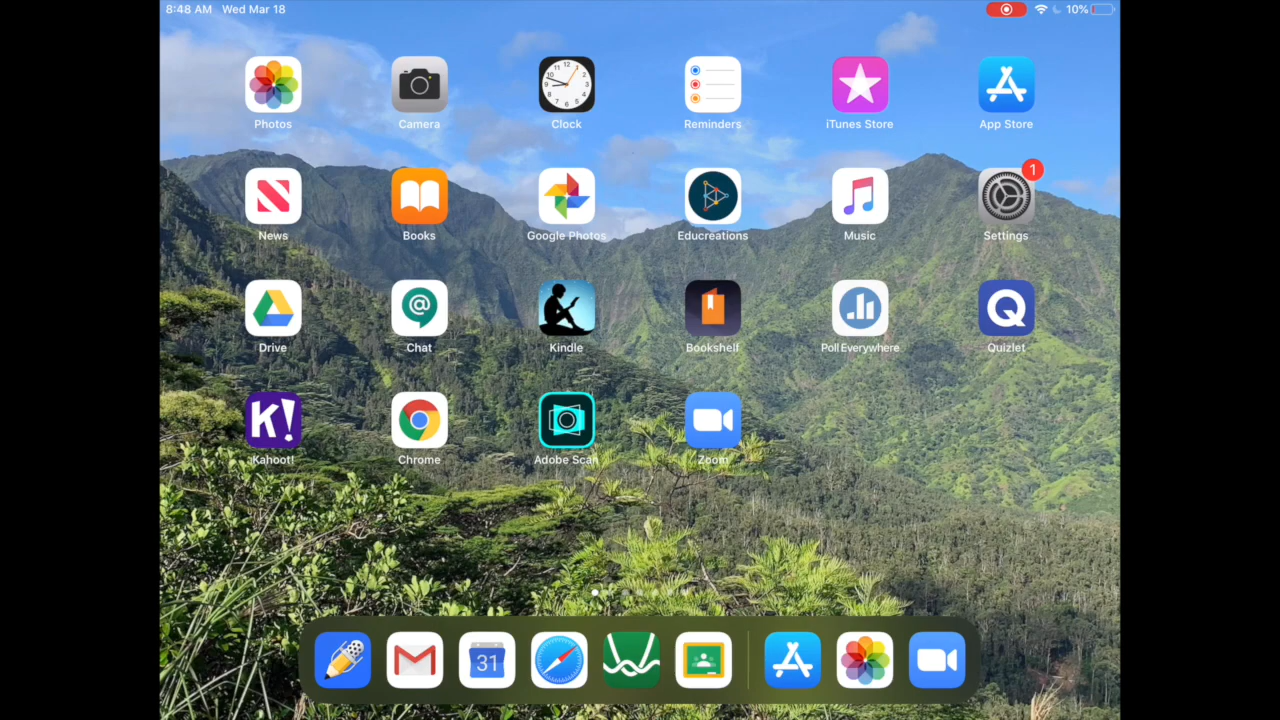 8:48 AM Wed Mar 18 10%
Photos Camera Clock Reminders iTunes Store App Store
1
News Books Google Photos Educreations Music Settings
Drive Chat Kindle Bookshelf Poll Everywhere Quizlet
K!
Kahoot! Chrome Adobe Scan Zoom
31